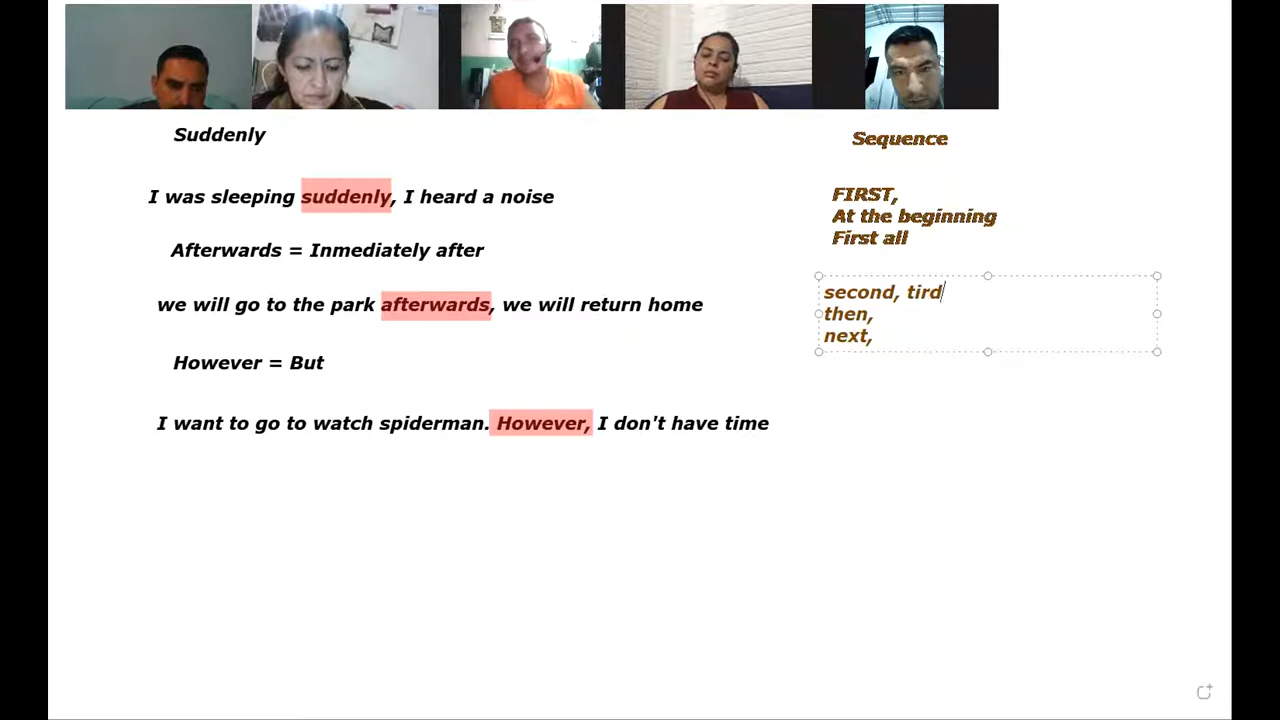 Suddenly
I was sleeping suddenly, I heard a noise
Afterwards = Inmediately after
we will go to the park afterwards, we will return home
However = But
I want to go to watch spiderman. However, I don't have time
Sequence
FIRST,
At the beginning
First all
second, tird
then,
next,